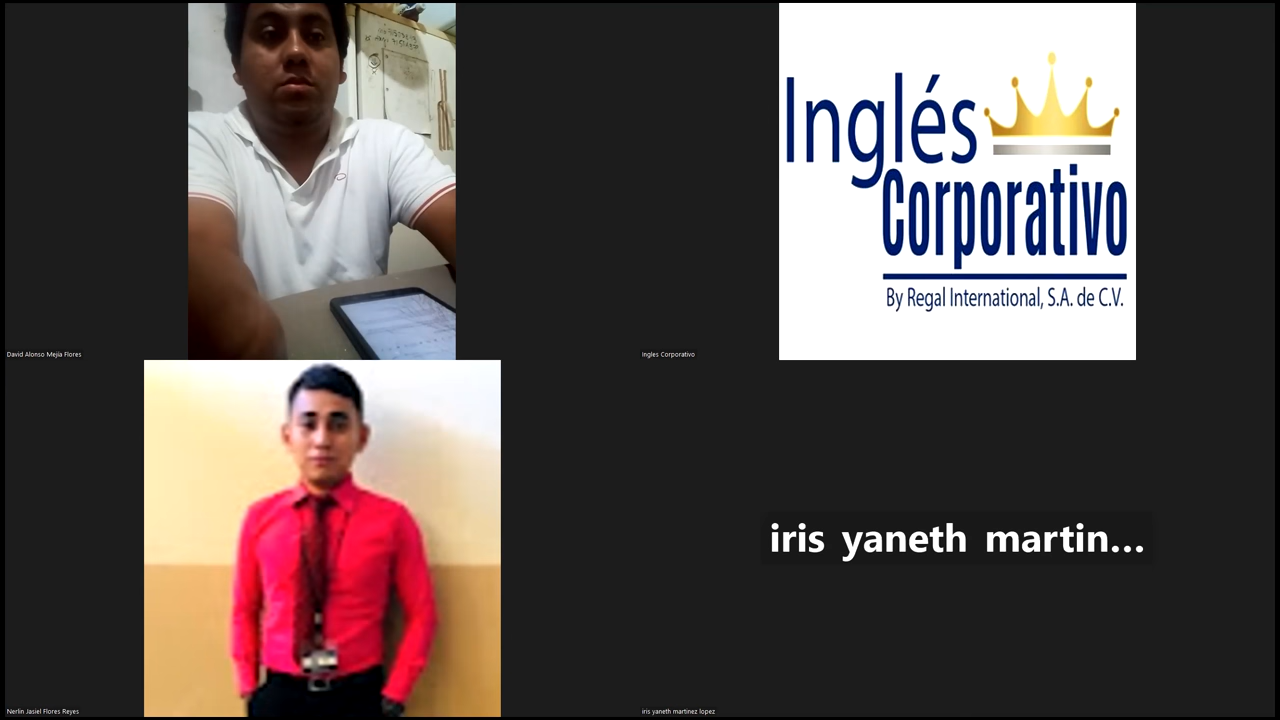 David Alonso Mejia Flores
Inglés
Corporativo
By Regal International, S.A. de C.V.
Ingles Corporativo
Nerlin Jasiel Flores Reyes
iris yaneth martin...
iris yaneth martinez lopez